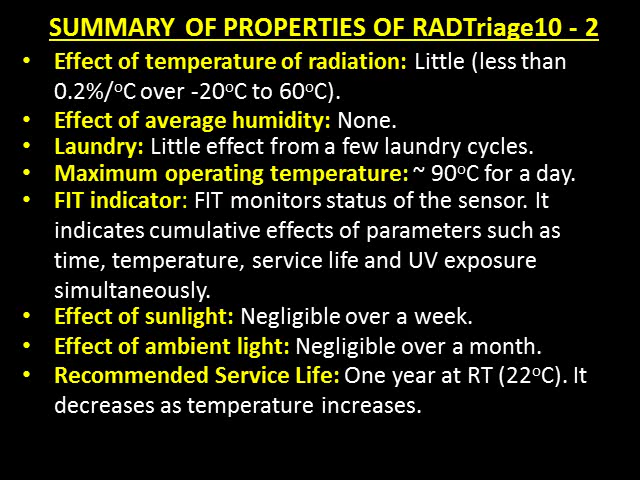 SUMMARY OF PROPERTIES OF RADTriage10 - 2
• Effect of temperature of radiation: Little (less than
0.2%/ᵒC over -20ᵒC to 60ᵒC).
• Effect of average humidity: None.
• Laundry: Little effect from a few laundry cycles.
• Maximum operating temperature: ~ 90ᵒC for a day.
• FIT indicator: FIT monitors status of the sensor. It
indicates cumulative effects of parameters such as
time, temperature, service life and UV exposure
simultaneously.
• Effect of sunlight: Negligible over a week.
• Effect of ambient light: Negligible over a month.
• Recommended Service Life: One year at RT (22ᵒC). It
decreases as temperature increases.